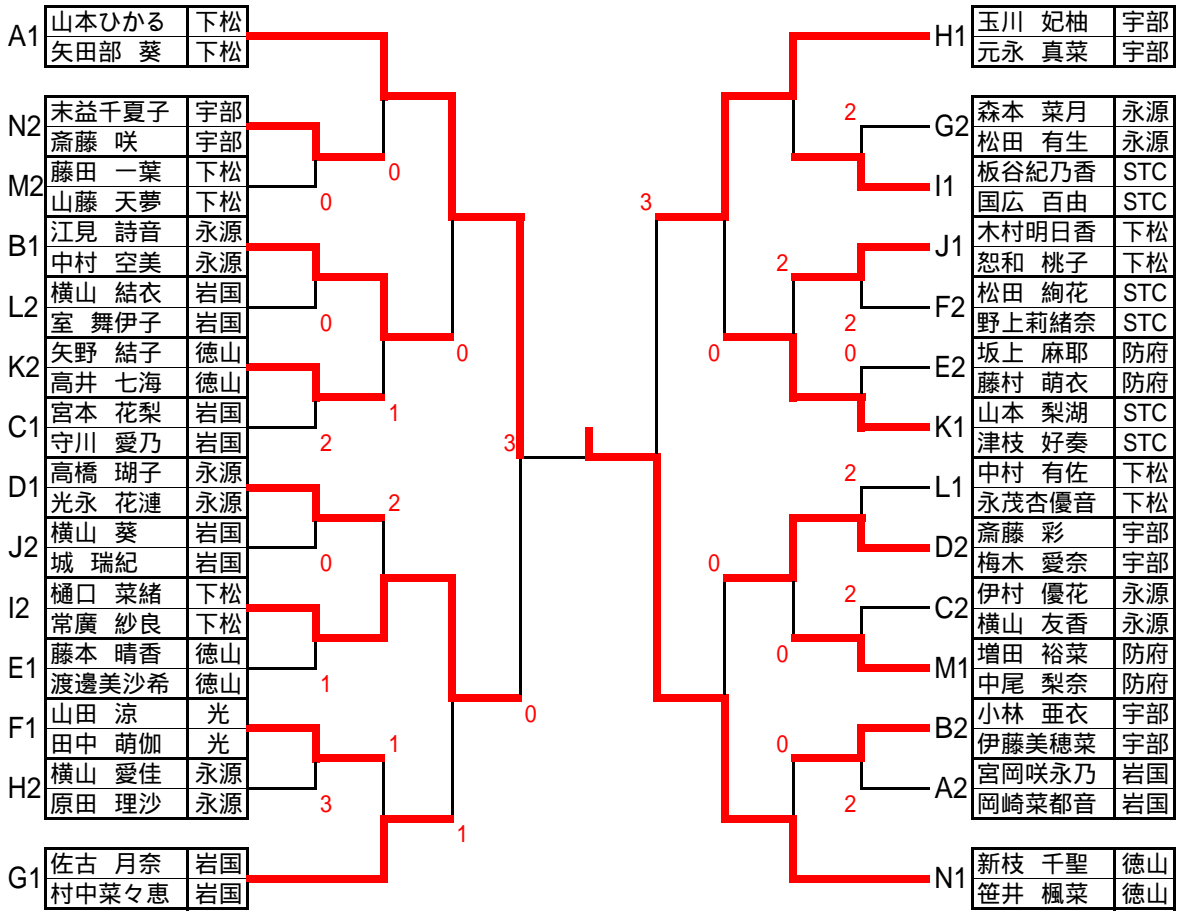 A1 山本ひかる 下松
矢田部 葵 下松
N2 末益千夏子 宇部
斎藤 咲 宇部
M2 藤田 一葉 下松
山藤 天夢 下松
B1 江見 詩音 永源
中村 空美 永源
L2 横山 結衣 岩国
室 舞伊子 岩国
K2 矢野 結子 徳山
高井 七海 徳山
C1 宮本 花梨 岩国
守川 愛乃 岩国
D1 高橋 瑚子 永源
光永 花漣 永源
J2 横山 葵 岩国
城 瑞紀 岩国
I2 樋口 菜緒 下松
常廣 紗良 下松
E1 藤本 晴香 徳山
渡邊美沙希 徳山
F1 山田 涼 光
田中 萌伽 光
H2 横山 愛佳 永源
原田 理沙 永源
G1 佐古 月奈 岩国
村中菜々恵 岩国
0
0
0
0
1
2
2
0
1
1
3
0
1
3
3
2
2
2
0
0
2
0
2
0
0
2
H1 玉川 妃柚 宇部
元永 真菜 宇部
G2 森本 菜月 永源
松田 有生 永源
I1 板谷紀乃香 STC
国広 百由 STC
J1 木村明日香 下松
恕和 桃子 下松
F2 松田 絢花 STC
野上莉緒奈 STC
E2 坂上 麻耶 防府
藤村 萌衣 防府
K1 山本 梨湖 STC
津枝 好奏 STC
L1 中村 有佐 下松
永茂杏優音 下松
D2 斎藤 彩 宇部
梅木 愛奈 宇部
C2 伊村 優花 永源
横山 友香 永源
M1 増田 裕菜 防府
中尾 梨奈 防府
B2 小林 亜衣 宇部
伊藤美穂菜 宇部
A2 宮岡咲永乃 岩国
岡崎菜都音 岩国
N1 新枝 千聖 徳山
笹井 楓菜 徳山